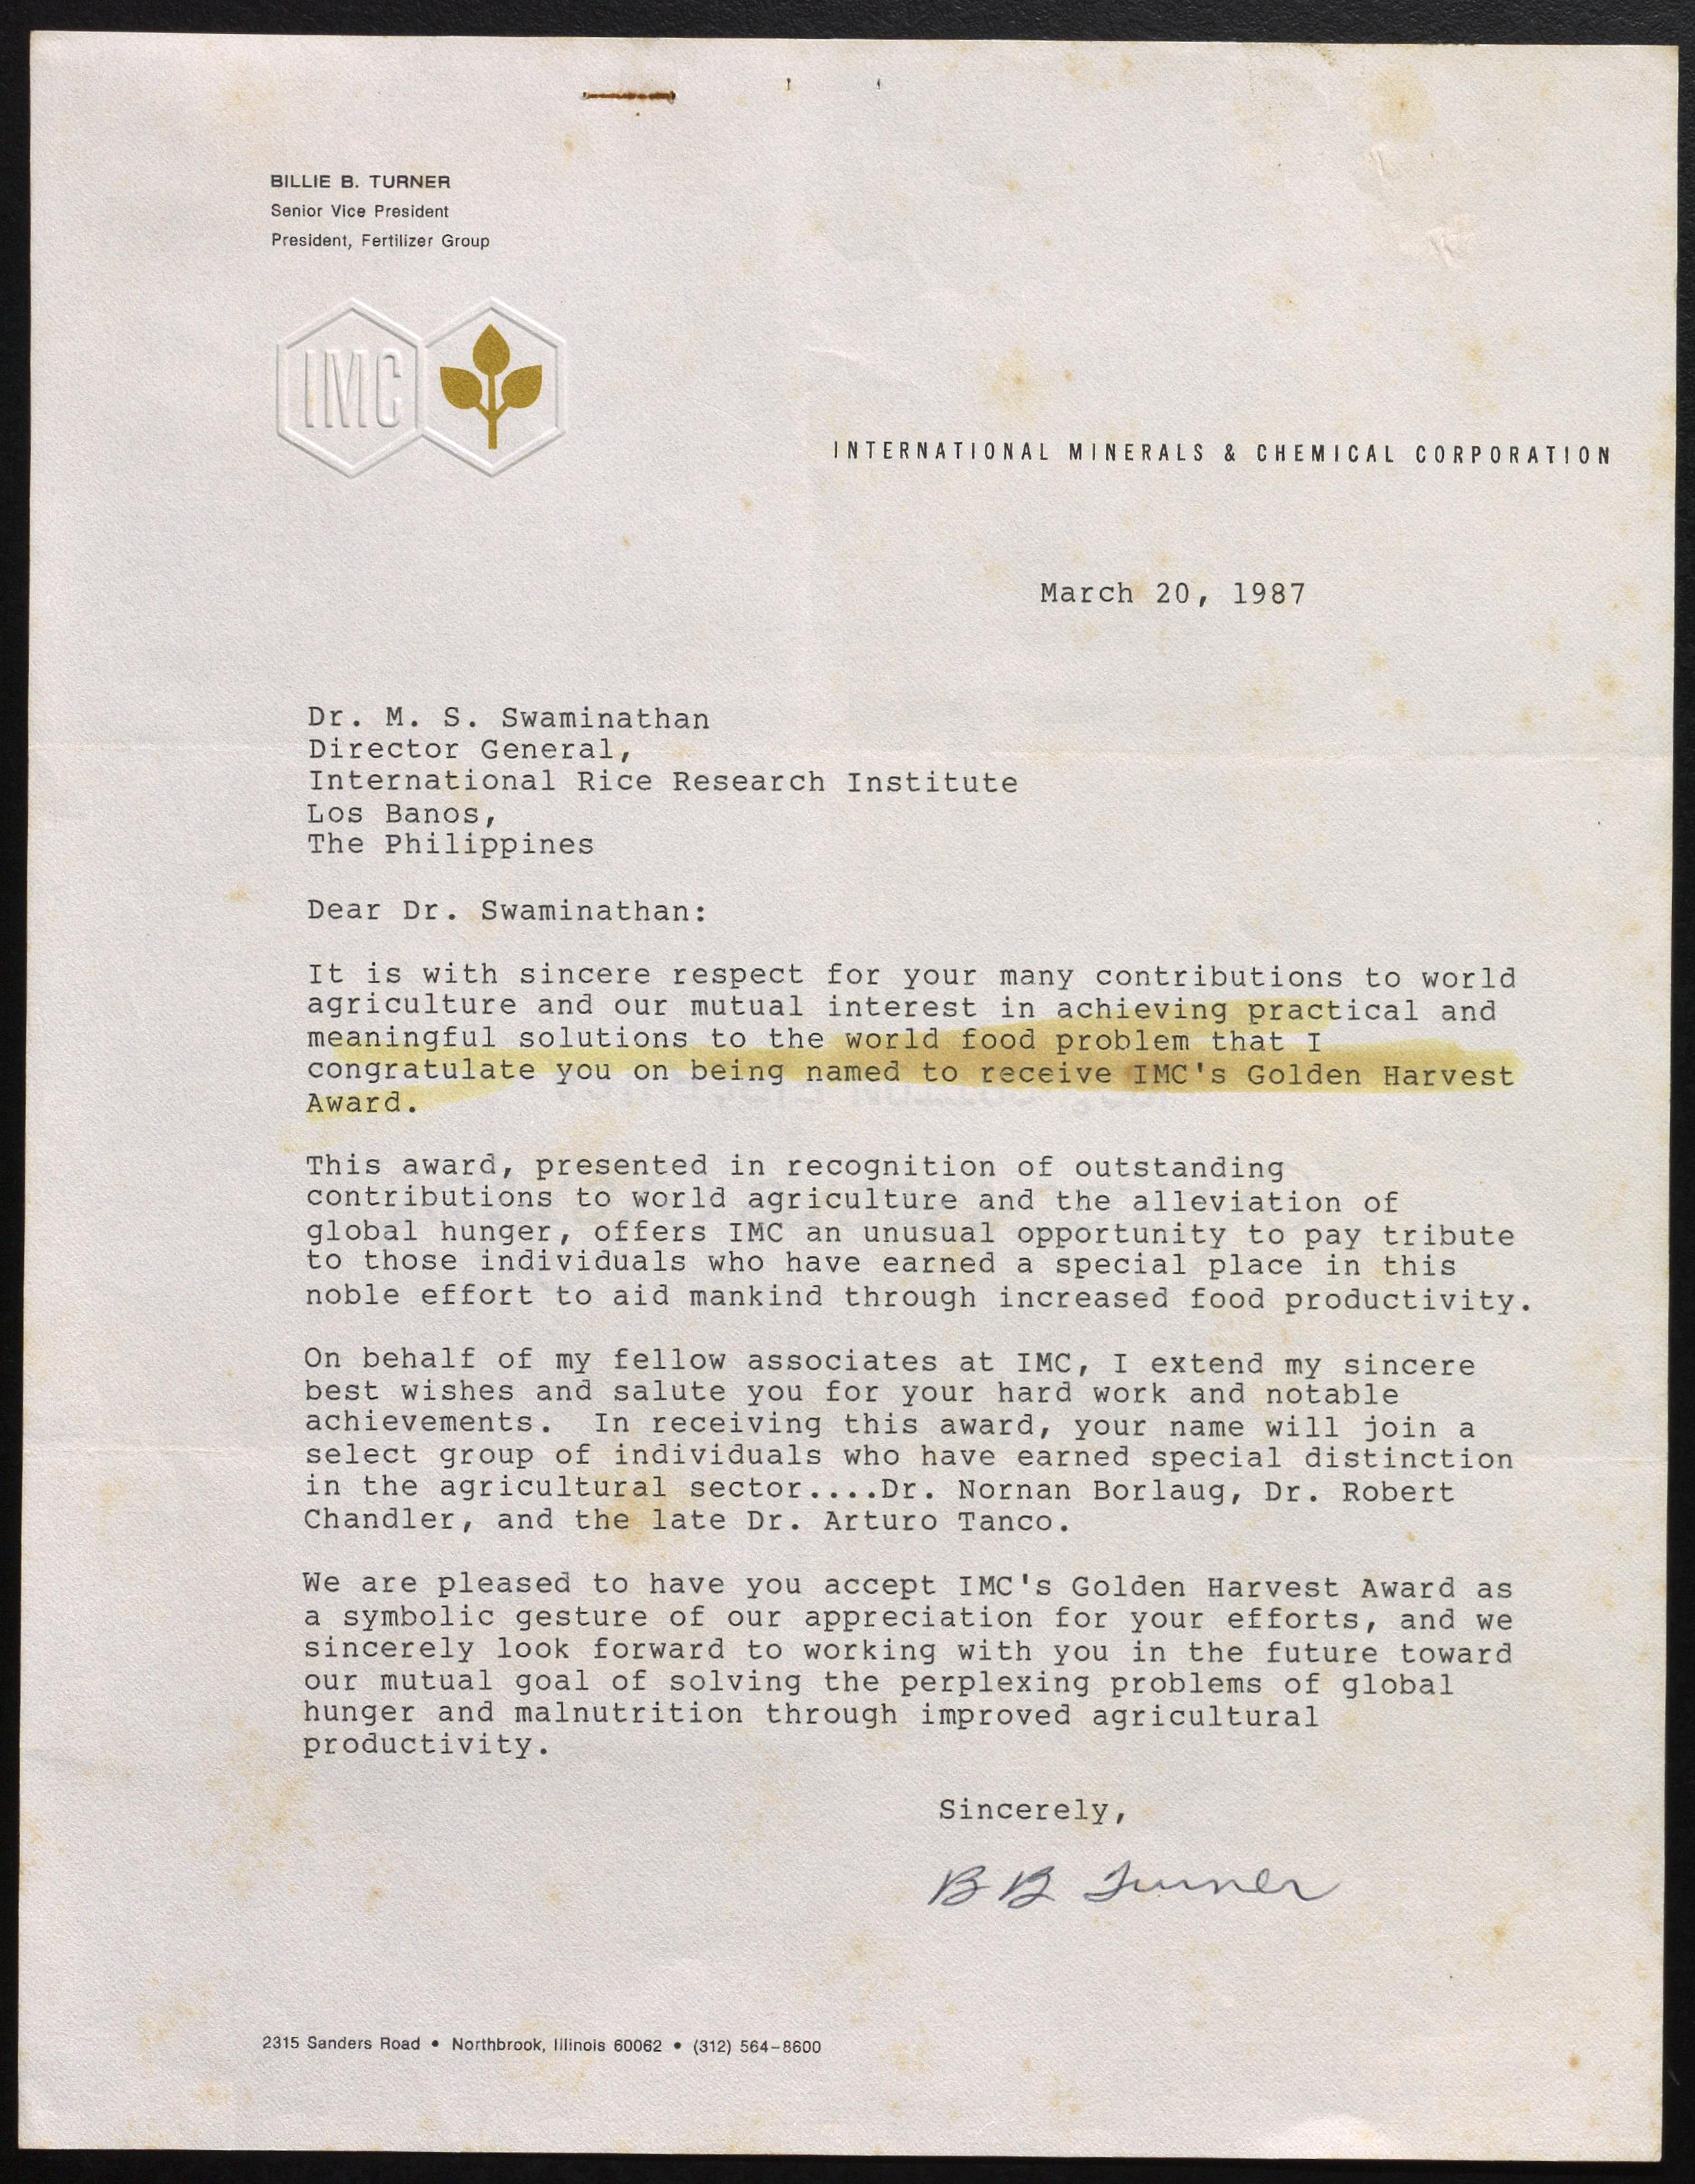 BILLIE B. TURNER
Senior Vice President
President, Fertilizer Group
IMC
INTERNATIONAL MINERALS & CHEMICAL CORPORATION
March 20, 1987
Dr. M. S. Swaminathan
Director General,
International Rice Research Institute
Los Banos,
The Philippines
Dear Dr. Swaminathan:
It is with sincere respect for your many contributions to world
agriculture and our mutual interest in achieving practical and
meaningful solutions to the world food problem that I
congratulate you on being named to receive IMC's Golden Harvest
Award.
This award, presented in recognition of outstanding
contributions to world agriculture and the alleviation of
global hunger, offers IMC an unusual opportunity to pay tribute
to those individuals who have earned a special place in this
noble effort to aid mankind through increased food productivity.
On behalf of my fellow associates at IMC, I extend my sincere
best wishes and salute you for your hard work and notable
achievements.  In receiving this award, your name will join a
select group of individuals who have earned special distinction
in the agricultural sector....Dr. Nornan Borlaug, Dr. Robert
Chandler, and the late Dr. Arturo Tanco.
We are pleased to have you accept IMC's Golden Harvest Award as
a symbolic gesture of our appreciation for your efforts, and we
sincerely look forward to working with you in the future toward
our mutual goal of solving the perplexing problems of global
hunger and malnutrition through improved agricultural
productivity.
Sincerely,
B B Turner
2315 Sanders Road • Northbrook, Illinois 60062 • (312) 564-8600